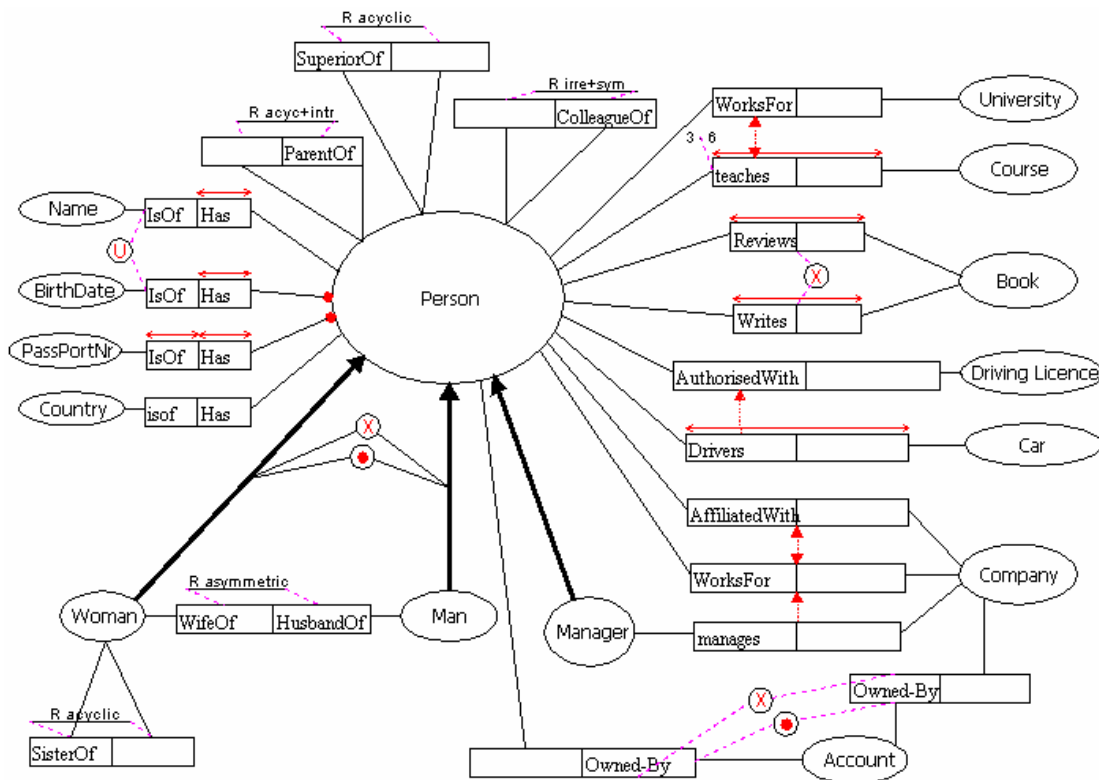 R acyclic
SuperiorOf
R irre+sym
ColleagueOf
R acyc+intr
ParentOf
WorksFor
University
3 - 6
teaches
Course
Name
IsOf Has
U
BirthDate
IsOf Has
PassPortNr
IsOf Has
Country
isof Has
Person
Reviews
X
Book
Writes
AuthorisedWith
Driving Licence
Drivers
Car
X
AffiliatedWith
WorksFor
Company
manages
Manager
R asymmetric
Woman
WifeOf HusbandOf
Man
R acyclic
SisterOf
X
Owned-By
Owned-By
Account